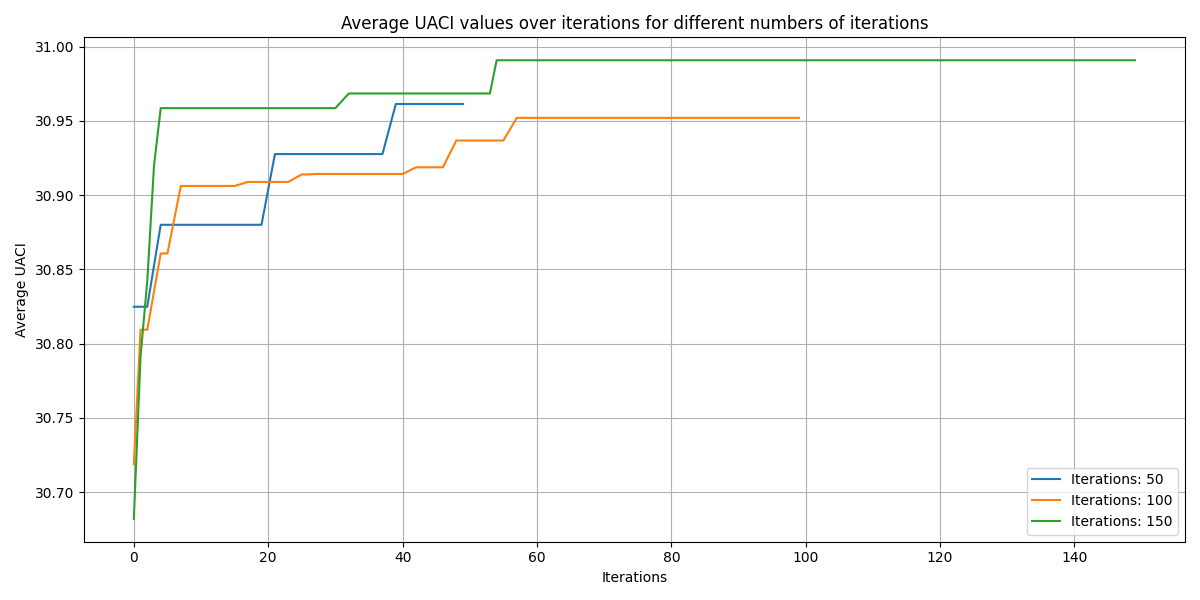 Average UACI values over iterations for different numbers of iterations
31.00
30.95
30.90
30.85
30.80
30.75
30.70
Average UACI
0 20 40 60 80 100 120 140
Iterations
Iterations: 50
Iterations: 100
Iterations: 150